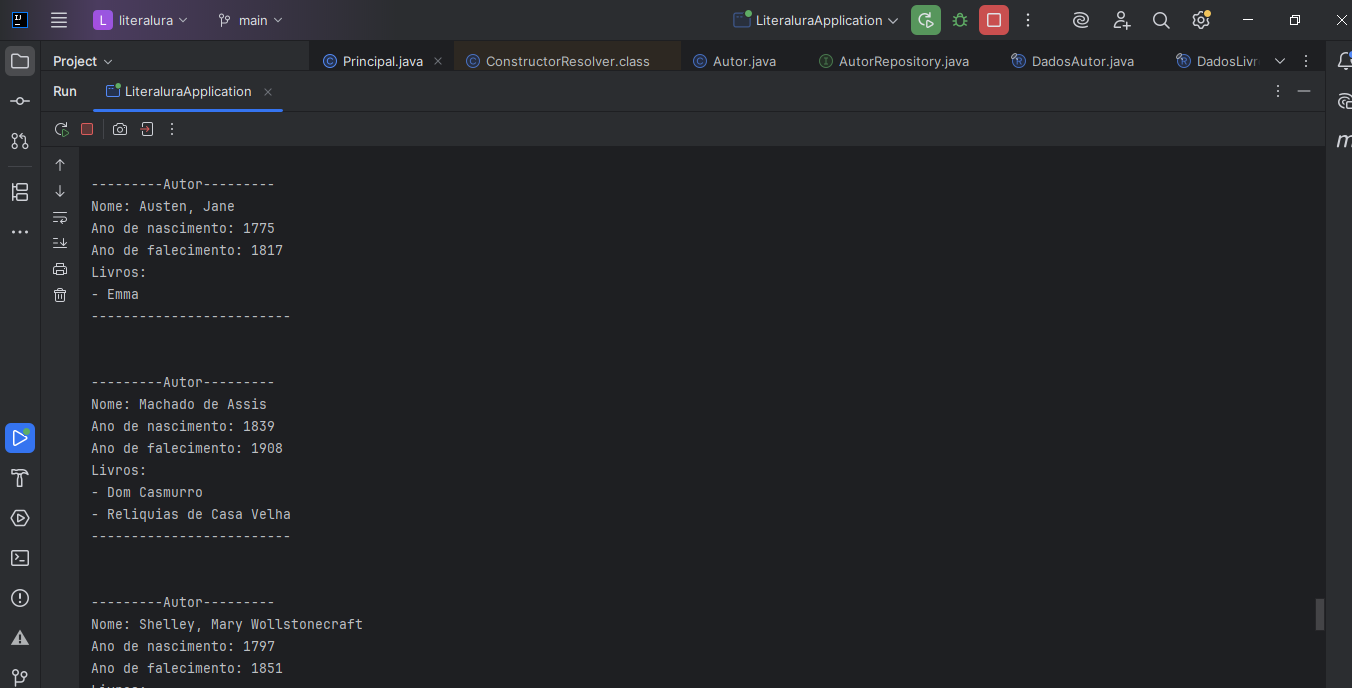 L literalura main LiteraluraApplication
Project Principal.java ConstructorResolver.class Autor.java AutorRepository.java DadosAutor.java DadosLivr
Run LiteraluraApplication
m
---------Autor---------
Nome: Austen, Jane
Ano de nascimento: 1775
Ano de falecimento: 1817
Livros:
- Emma
-------------------------
---------Autor---------
Nome: Machado de Assis
Ano de nascimento: 1839
Ano de falecimento: 1908
Livros:
- Dom Casmurro
- Reliquias de Casa Velha
-------------------------
---------Autor---------
Nome: Shelley, Mary Wollstonecraft
Ano de nascimento: 1797
Ano de falecimento: 1851
Livros: